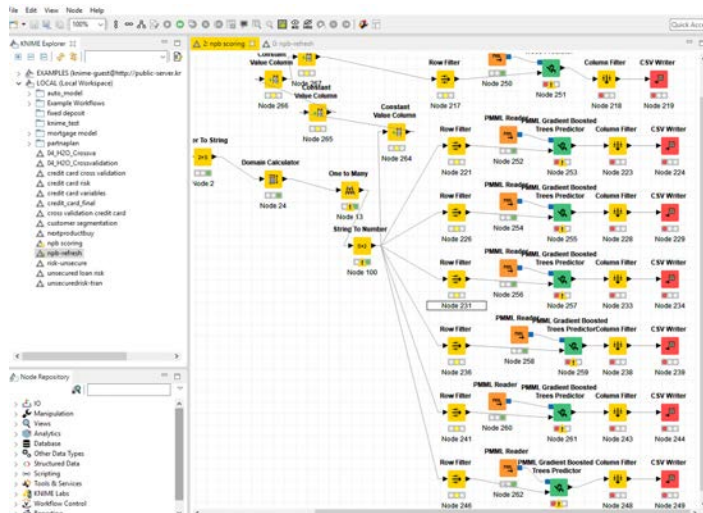 File Edit View Node Help
100%
Quick Acce
KNIME Explorer
EXAMPLES (knime-guest@http://public-server.kr
LOCAL (Local Workspace)
auto_model
Example Workflows
fixed deposit
knime_test
mortgage model
partnaplan
04_H2O_Crossva
04_H2O_Crossvalidation
credit card cross validation
credit card risk
credit card variables
credit_card_final
cross validation credit card
customer segmentation
nextproductbuy
npb scoring
npb-refresh
risk-unsecure
unsecured loan risk
unsecuredrisk-tran
Node Repository
IO
Manipulation
Views
Analytics
Database
Other Data Types
Structured Data
Scripting
Tools & Services
KNIME Labs
Workflow Control
2: npb scoring
0: npb-refresh
Constant
Value Column
Node 267
Node 266
Constant
Value Column
Node 265
Constant
Value Column
Node 264
er To String
Node 2
Domain Calculator
Node 24
One to Many
Node 13
String To Number
Node 100
Row Filter
Node 217
Node 250
Trees Predictor
Node 251
Column Filter
Node 218
CSV Writer
Node 219
Row Filter
Node 221
PMML Reader
Node 252
PMML Gradient Boosted
Trees Predictor
Node 253
Column Filter
Node 223
CSV Writer
Node 224
Row Filter
Node 226
PMML Reader
Node 254
PMML Gradient Boosted
Trees Predictor
Node 255
Column Filter
Node 228
CSV Writer
Node 229
Row Filter
Node 231
PMML Reader
Node 256
PMML Gradient Boosted
Trees Predictor
Node 257
Column Filter
Node 233
CSV Writer
Node 234
Row Filter
Node 236
PMML Reader
Node 258
PMML Gradient Boosted
Trees Predictor
Node 259
Column Filter
Node 238
CSV Writer
Node 239
Row Filter
Node 241
PMML Reader
Node 260
PMML Gradient Boosted
Trees Predictor
Node 261
Column Filter
Node 243
CSV Writer
Node 244
Row Filter
Node 246
PMML Reader
Node 262
PMML Gradient Boosted
Trees Predictor
Column Filter
Node 248
CSV Writer
Node 249